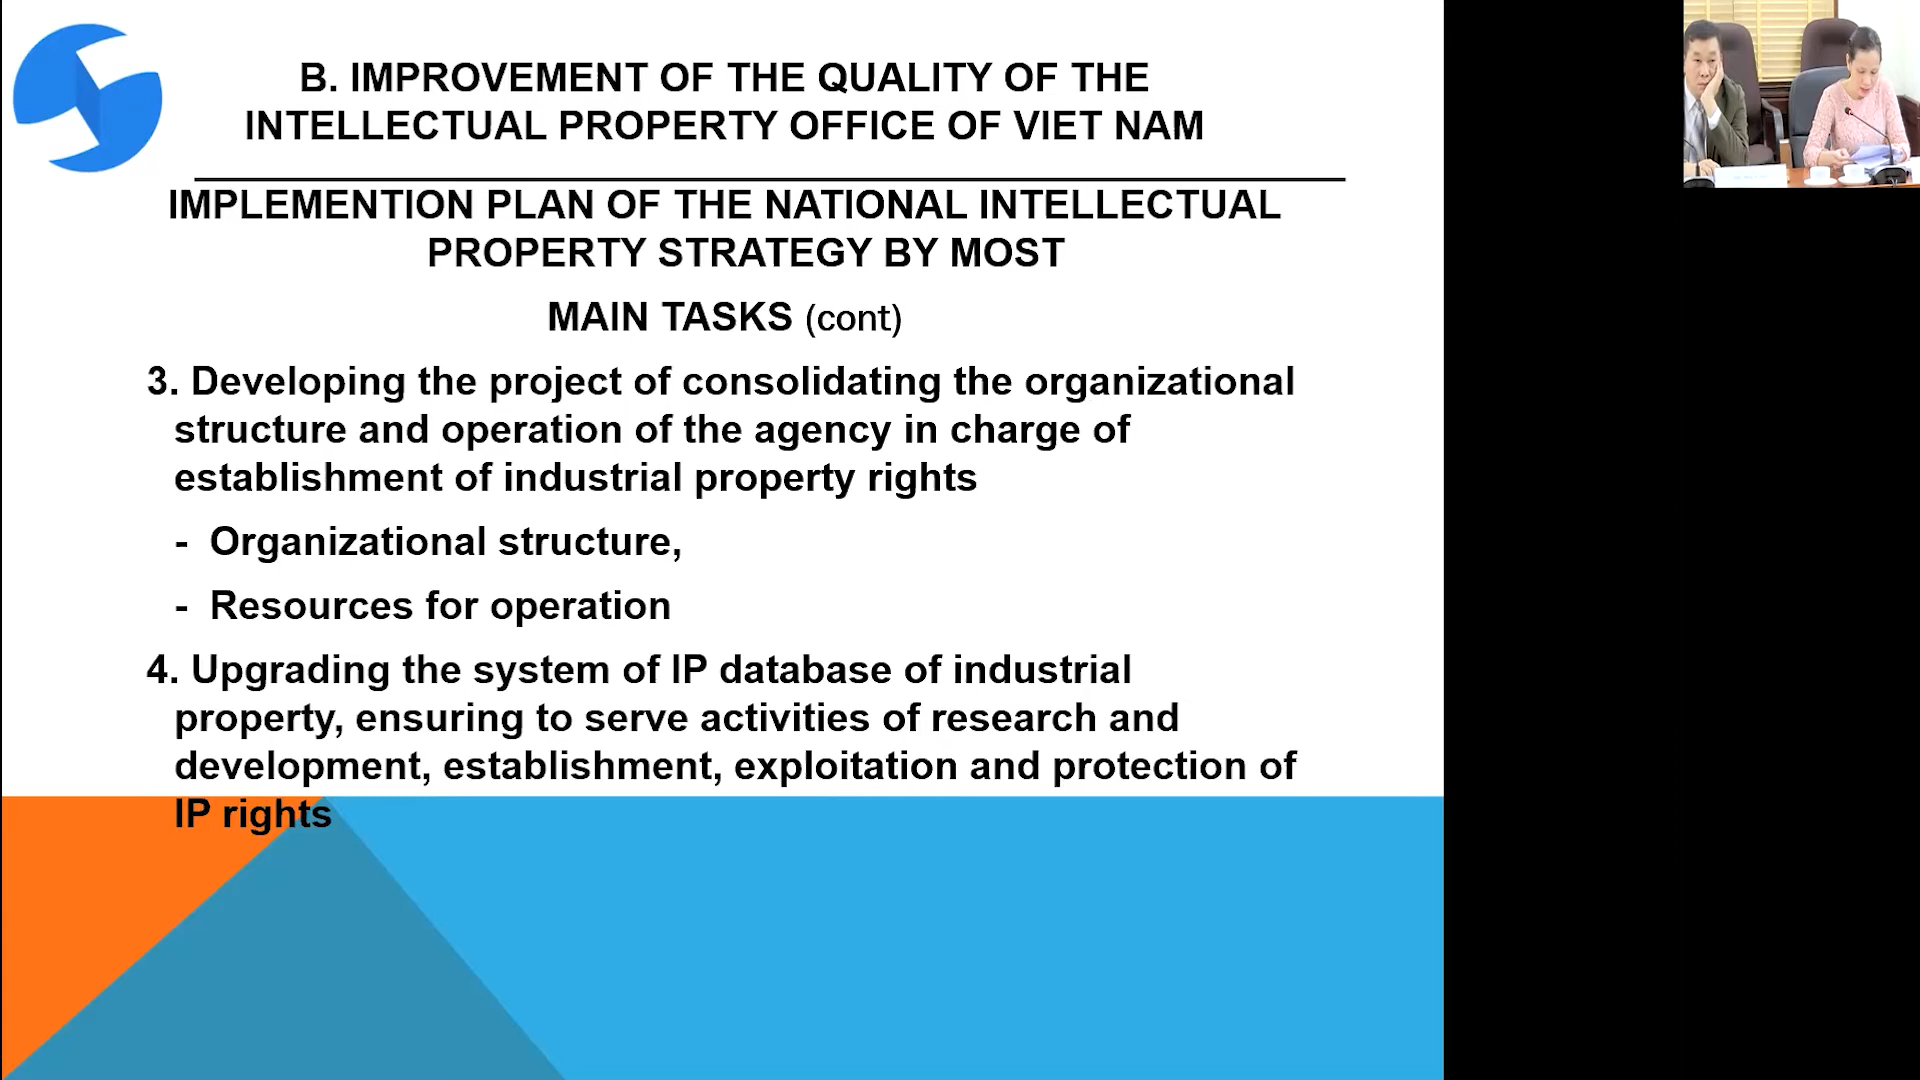 B. IMPROVEMENT OF THE QUALITY OF THE
INTELLECTUAL PROPERTY OFFICE OF VIET NAM
IMPLEMENTION PLAN OF THE NATIONAL INTELLECTUAL
PROPERTY STRATEGY BY MOST
MAIN TASKS (cont)
3. Developing the project of consolidating the organizational
structure and operation of the agency in charge of
establishment of industrial property rights
- Organizational structure,
- Resources for operation
4. Upgrading the system of IP database of industrial
property, ensuring to serve activities of research and
development, establishment, exploitation and protection of
IP rights